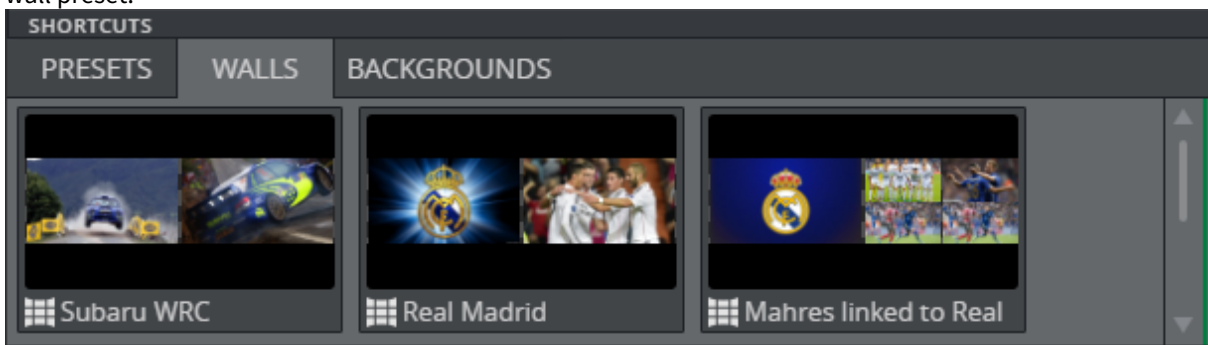 wall preset.
SHORTCUTS
PRESETS WALLS BACKGROUNDS
Subaru WRC Real Madrid Mahres linked to Real